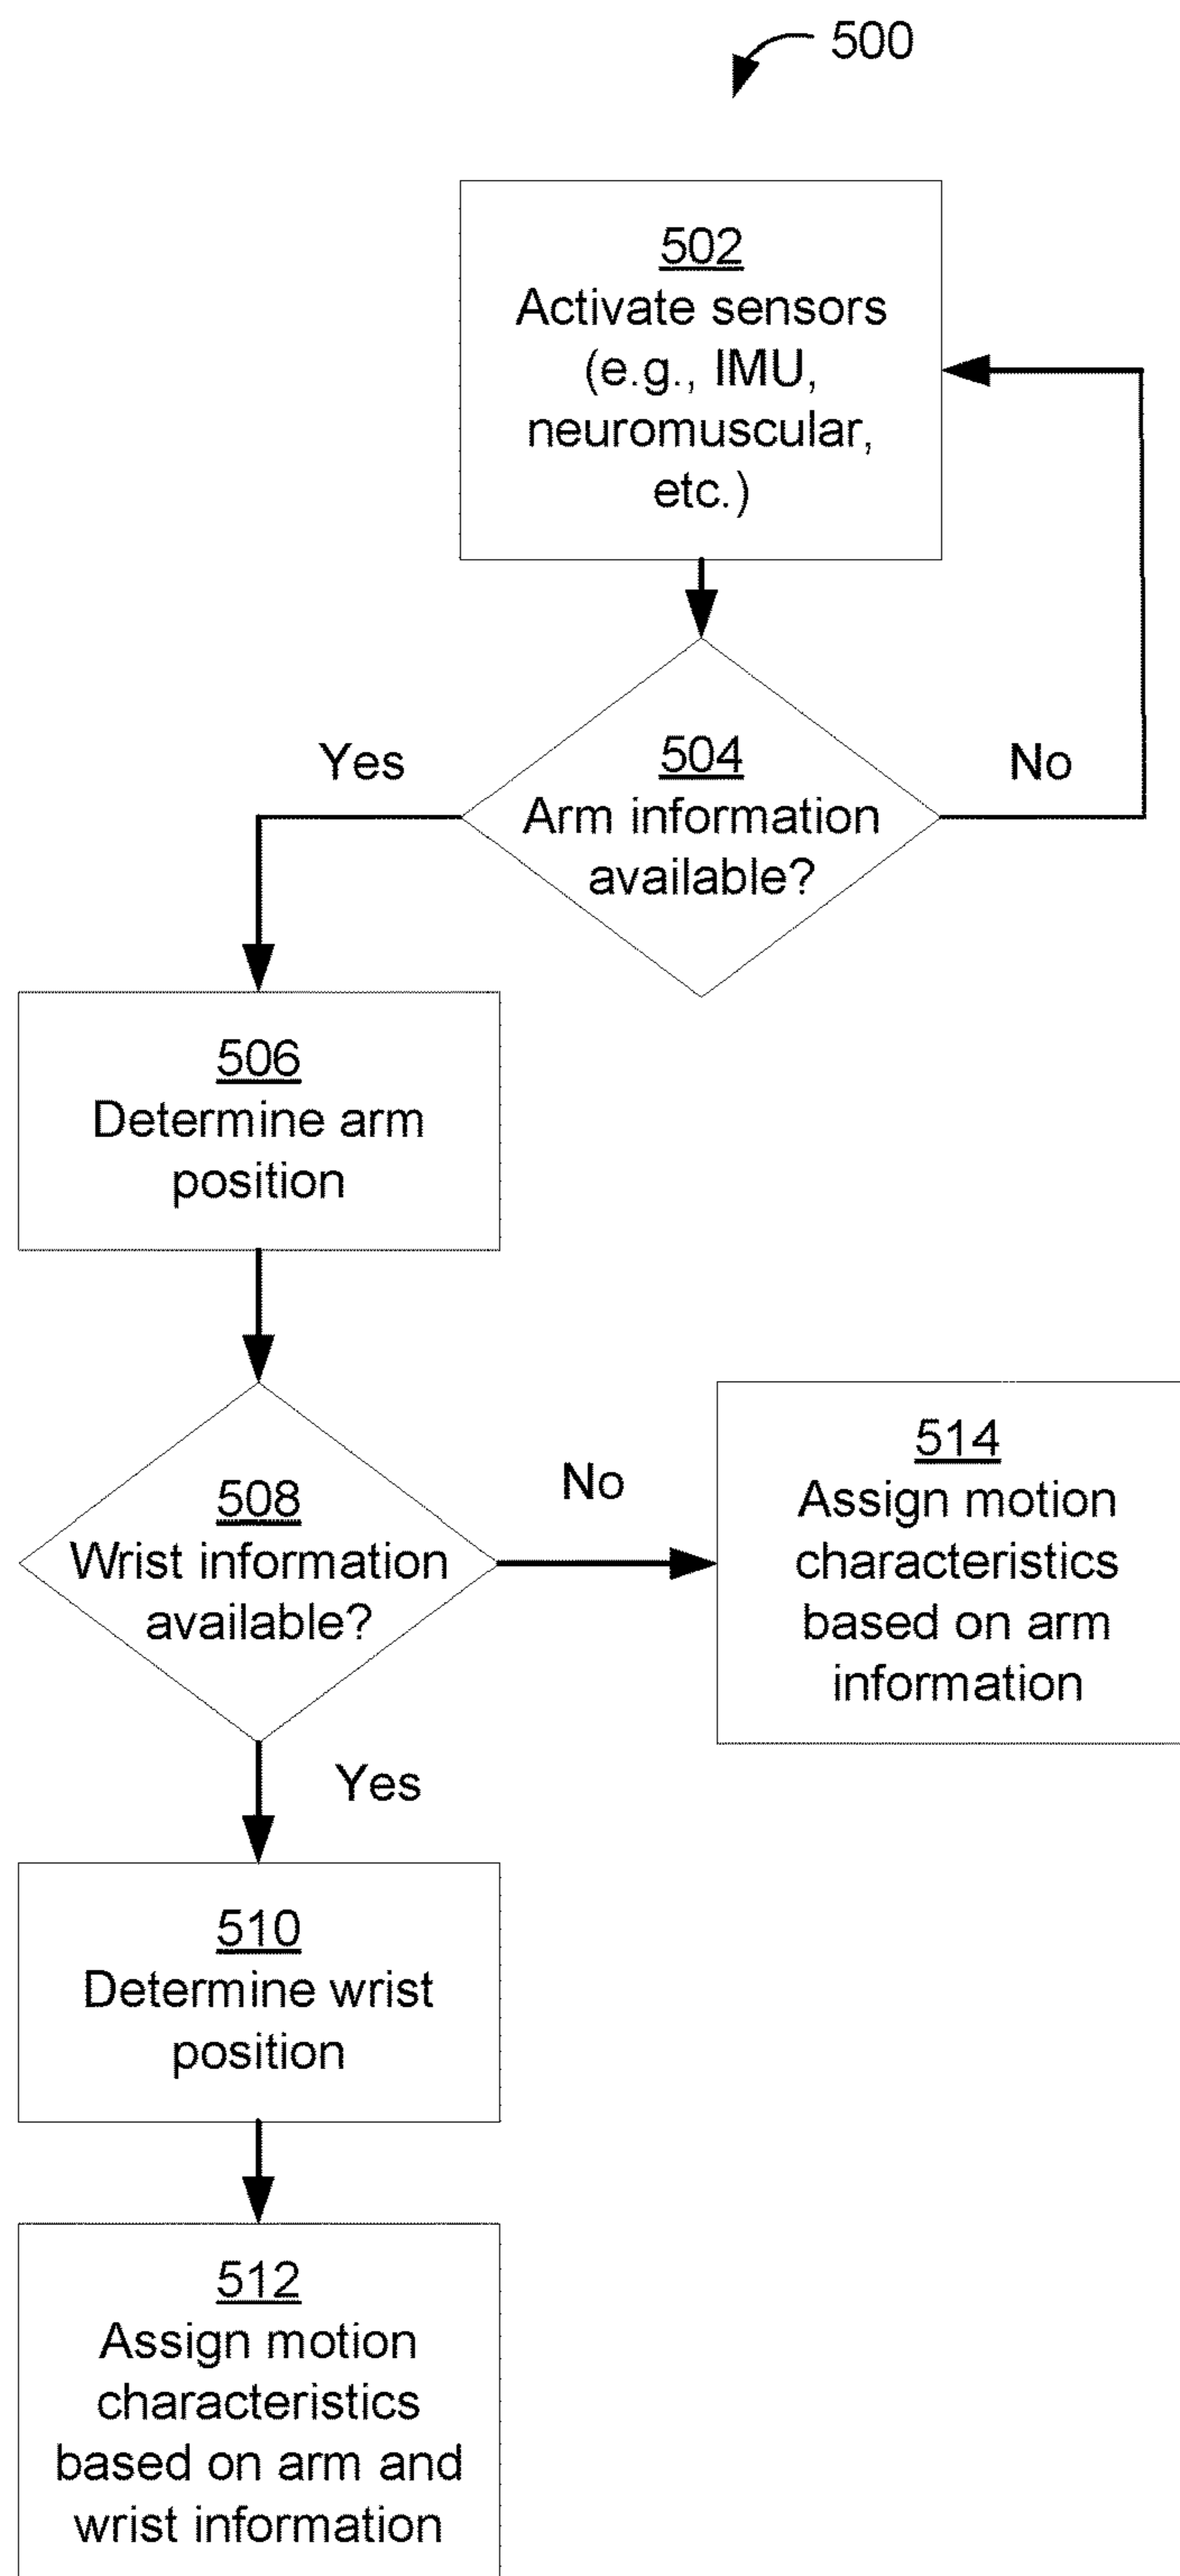 500
502
Activate sensors
(e.g., IMU,
neuromuscular,
etc.)
504
Arm information
available?
Yes
No
506
Determine arm
position
508
Wrist information
available?
No
514
Assign motion
characteristics
based on arm
information
Yes
510
Determine wrist
position
512
Assign motion
characteristics
based on arm and
wrist information